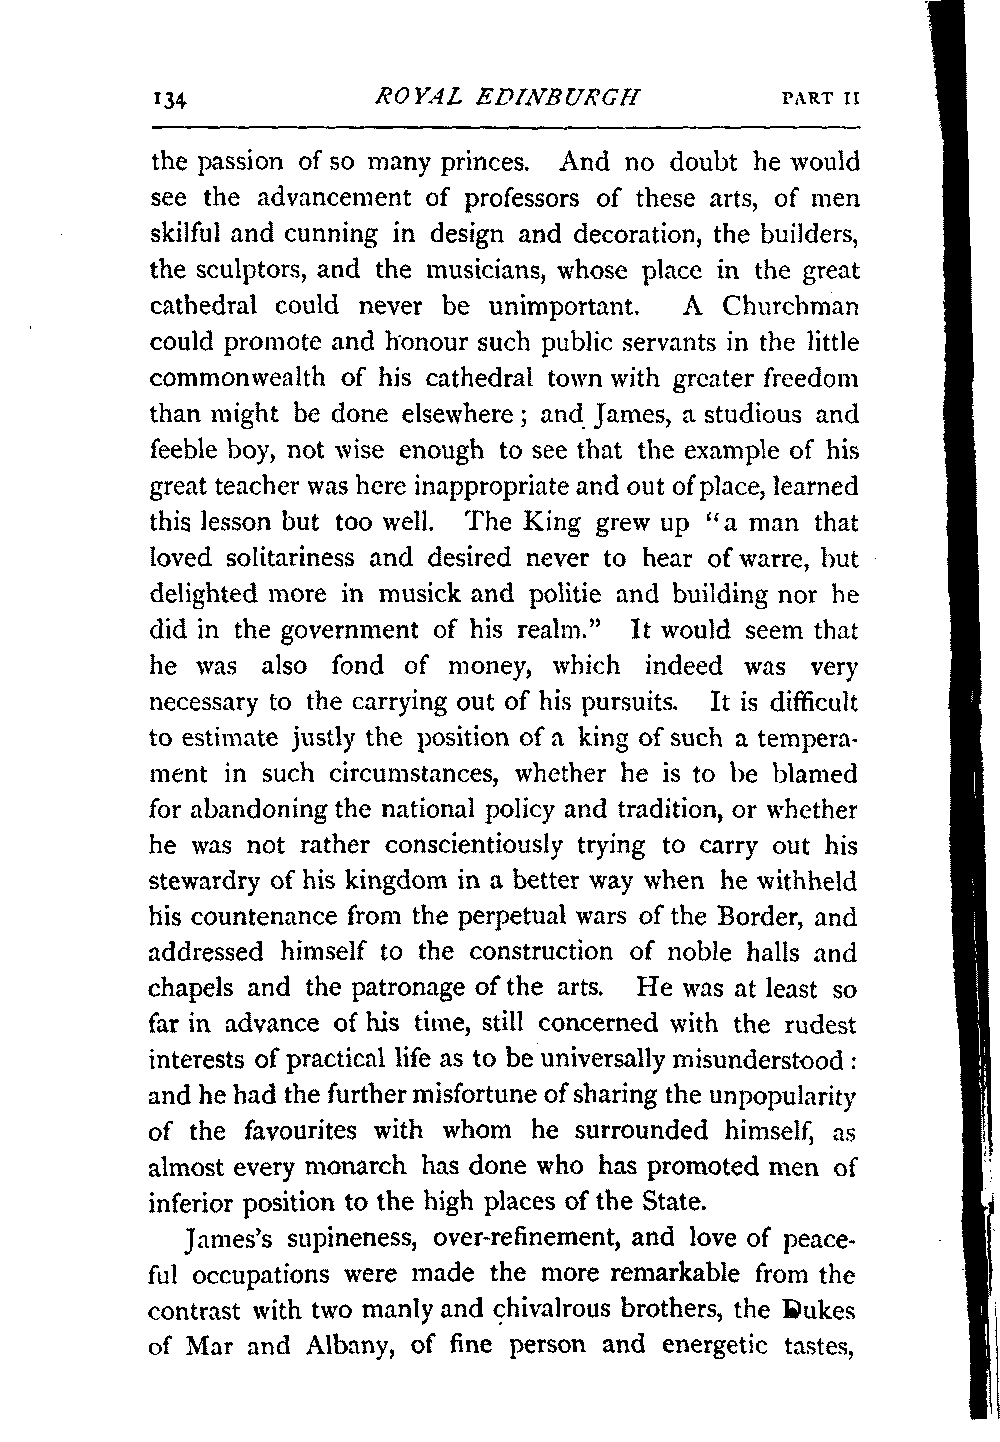 134 ROYAL EDINBURGH PART II
the passion of so many princes. And no doubt he would
see the advancement of professors of these arts, of men
skilful and cunning in design and decoration, the builders,
the sculptors, and the musicians, whose place in the great
cathedral could never be unimportant. A Churchman
could promote and honour such public servants in the little
commonwealth of his cathedral town with greater freedom
than might be done elsewhere; and James, a studious and
feeble boy, not wise enough to see that the example of his
great teacher was here inappropriate and out of place, learned
this lesson but too well. The King grew up "a man that
loved solitariness and desired never to hear of warre, but
delighted more in musick and politie and building nor he
did in the government of his realm." It would seem that
he was also fond of money, which indeed was very
necessary to the carrying out of his pursuits. It is difficult
to estimate justly the position of a king of such a tempera-
ment in such circumstances, whether he is to be blamed
for abandoning the national policy and tradition, or whether
he was not rather conscientiously trying to carry out his
stewardry of his kingdom in a better way when he withheld
his countenance from the perpetual wars of the Border, and
addressed himself to the construction of noble halls and
chapels and the patronage of the arts. He was at least so
far in advance of his time, still concerned with the rudest
interests of practical life as to be universally misunderstood:
and he had the further misfortune of sharing the unpopularity
of the favourites with whom he surrounded himself, as
almost every monarch has done who has promoted men of
inferior position to the high places of the State.
James's supineness, over-refinement, and love of peace-
ful occupations were made the more remarkable from the
contrast with two manly and chivalrous brothers, the Dukes
of Mar and Albany, of fine person and energetic tastes,